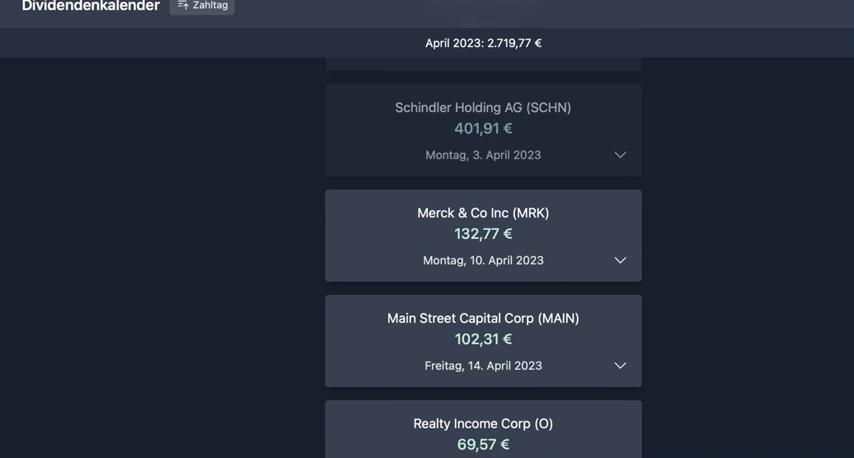 Dividendenkalender
Zahltag
April 2023: 2.719,77 €
Schindler Holding AG (SCHN)
401,91 €
Montag, 3. April 2023
Merck & Co Inc (MRK)
132,77 €
Montag, 10. April 2023
Main Street Capital Corp (MAIN)
102,31 €
Freitag, 14. April 2023
Realty Income Corp (O)
69,57 €